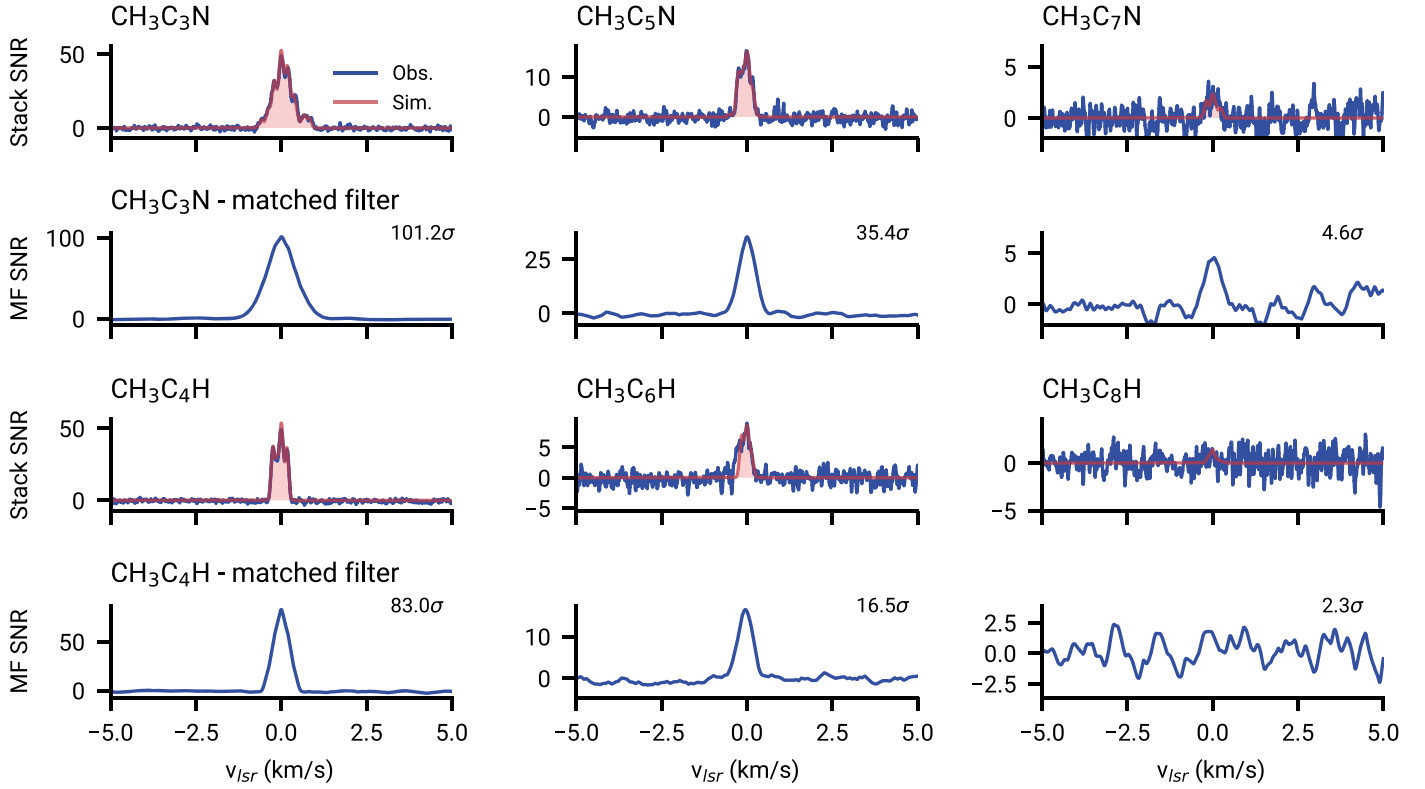 CH₃C₃N
CH₃C₅N
CH₃C₇N
Stack SNR
50
0
Obs.
Sim.
10
0
5
0
CH₃C₃N - matched filter
MF SNR
100
0
101.2σ
25
0
35.4σ
5
0
4.6σ
CH₃C₄H
CH₃C₆H
CH₃C₈H
Stack SNR
50
0
5
0
−5
0
−5
CH₃C₄H - matched filter
MF SNR
50
0
83.0σ
10
0
16.5σ
2.5
0.0
−2.5
2.3σ
−5.0 −2.5 0.0 2.5 5.0
−5.0 −2.5 0.0 2.5 5.0
−5.0 −2.5 0.0 2.5 5.0
v_lsr (km/s)
v_lsr (km/s)
v_lsr (km/s)